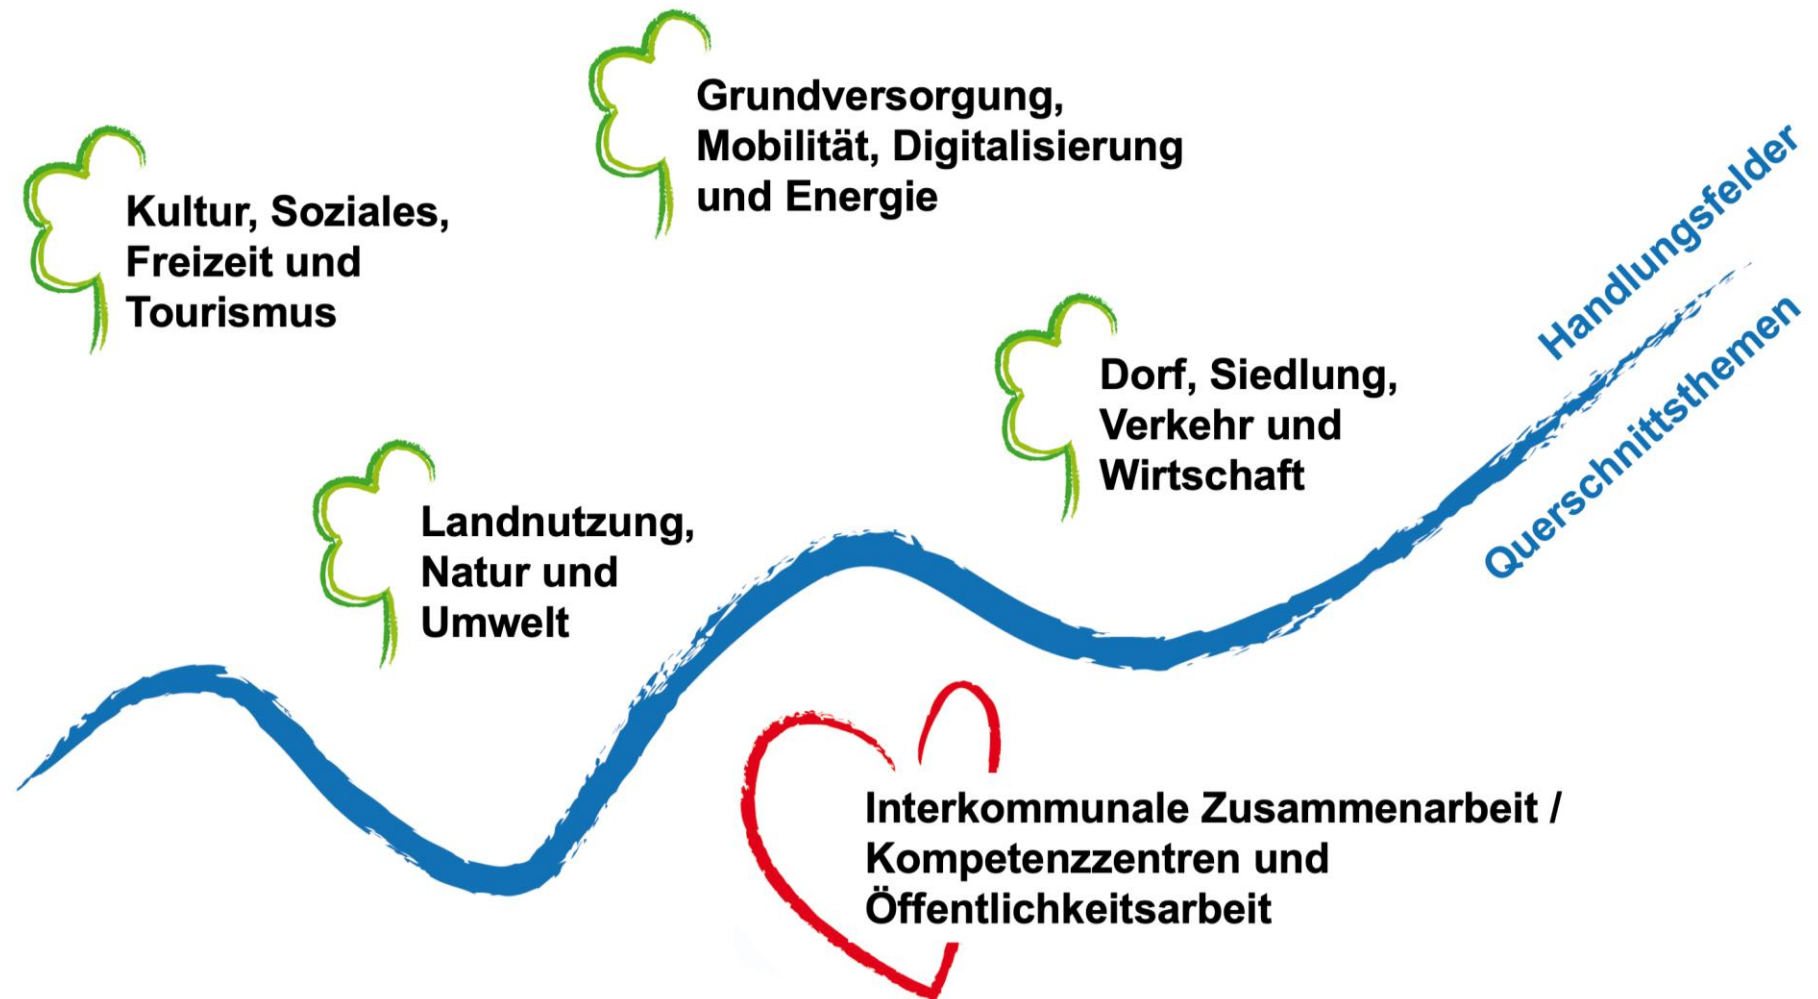 Grundversorgung,
Mobilität, Digitalisierung
und Energie
Kultur, Soziales,
Freizeit und
Tourismus
Handlungsfelder
Querschnittsthemen
Dorf, Siedlung,
Verkehr und
Wirtschaft
Landnutzung,
Natur und
Umwelt
Interkommunale Zusammenarbeit /
Kompetenzzentren und
Öffentlichkeitsarbeit